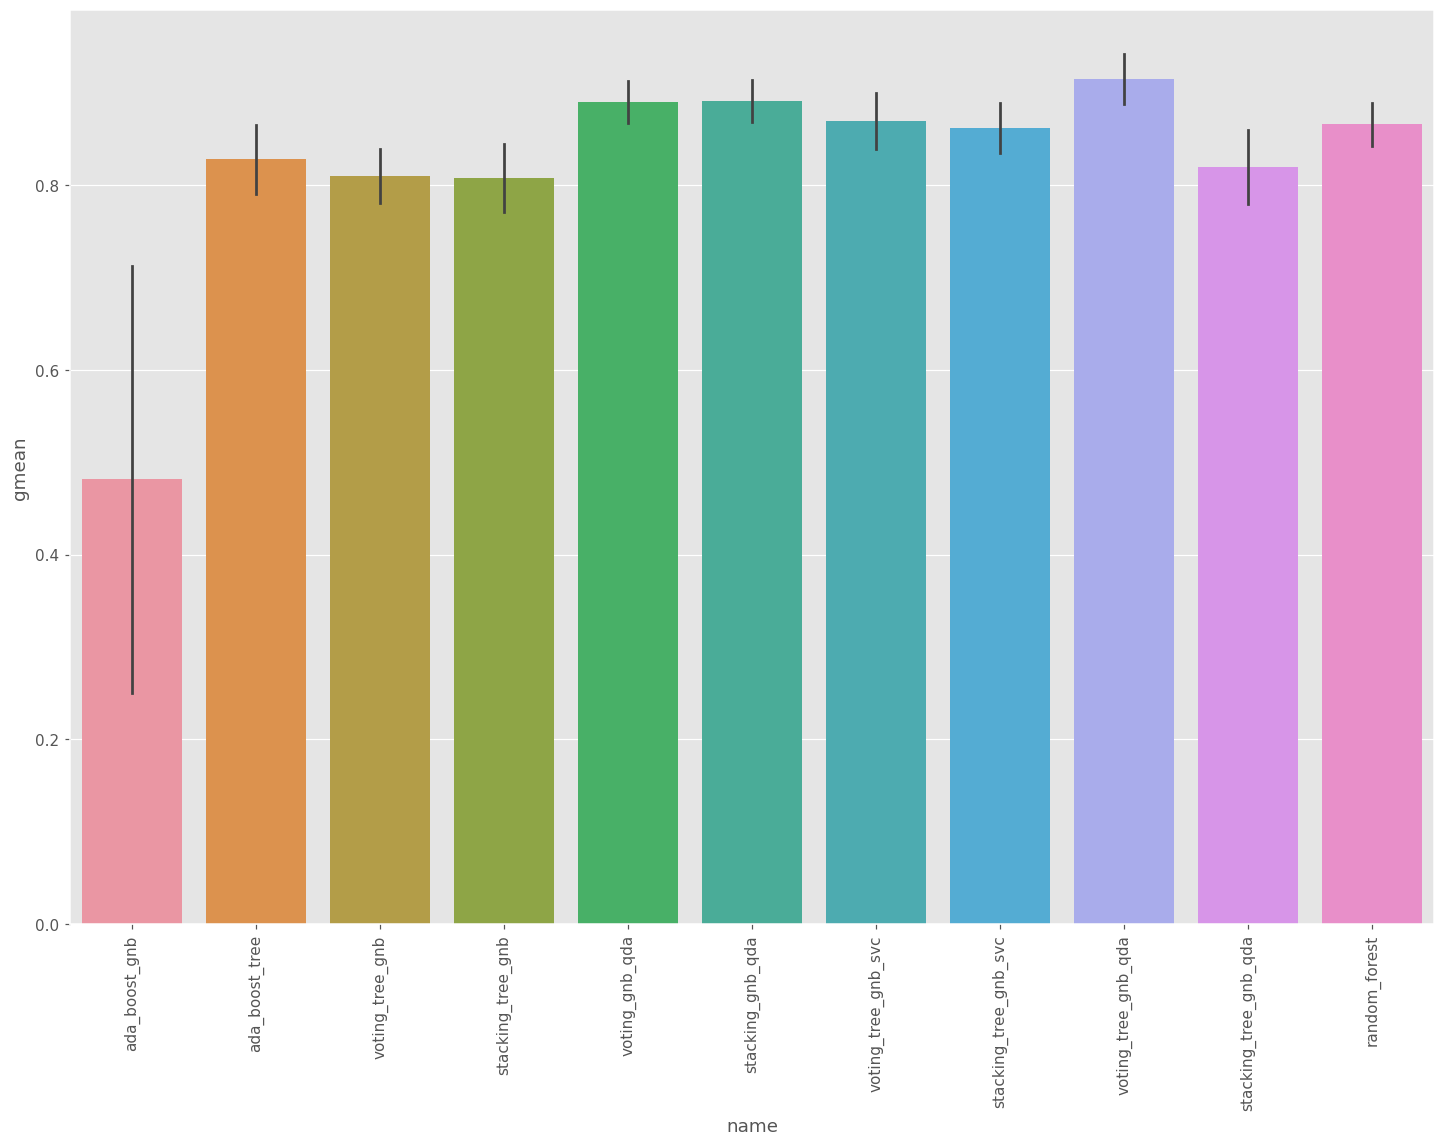 gmean
0.8
0.6
0.4
0.2
0.0
ada_boost_gnb
ada_boost_tree
voting_tree_gnb
stacking_tree_gnb
voting_gnb_qda
stacking_gnb_qda
voting_tree_gnb_svc
stacking_tree_gnb_svc
voting_tree_gnb_qda
stacking_tree_gnb_qda
random_forest
name